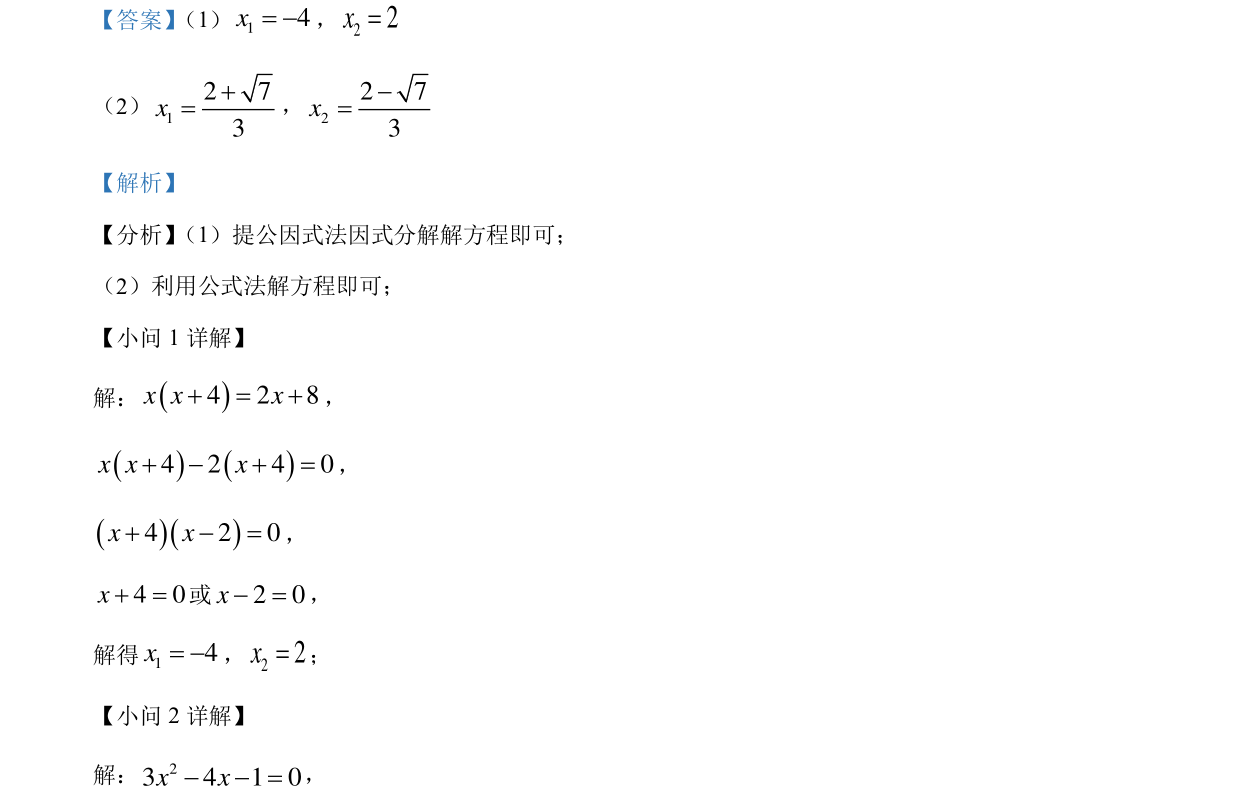 【答案】（1）x₁ = −4，x₂ = 2
（2）x₁ = (2+√7)/3，x₂ = (2−√7)/3
【解析】
【分析】（1）提公因式法因式分解解方程即可；
（2）利用公式法解方程即可；
【小问 1 详解】
解：x(x+4)=2x+8，
x(x+4)−2(x+4)=0，
(x+4)(x−2)=0，
x+4=0或x−2=0，
解得x₁ = −4，x₂ = 2；
【小问 2 详解】
解：3x²−4x−1=0，